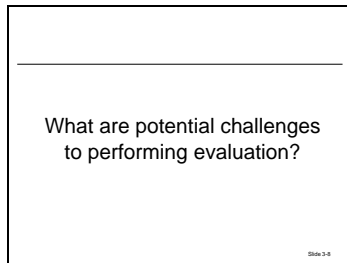 What are potential challenges
to performing evaluation?
Slide 3-8